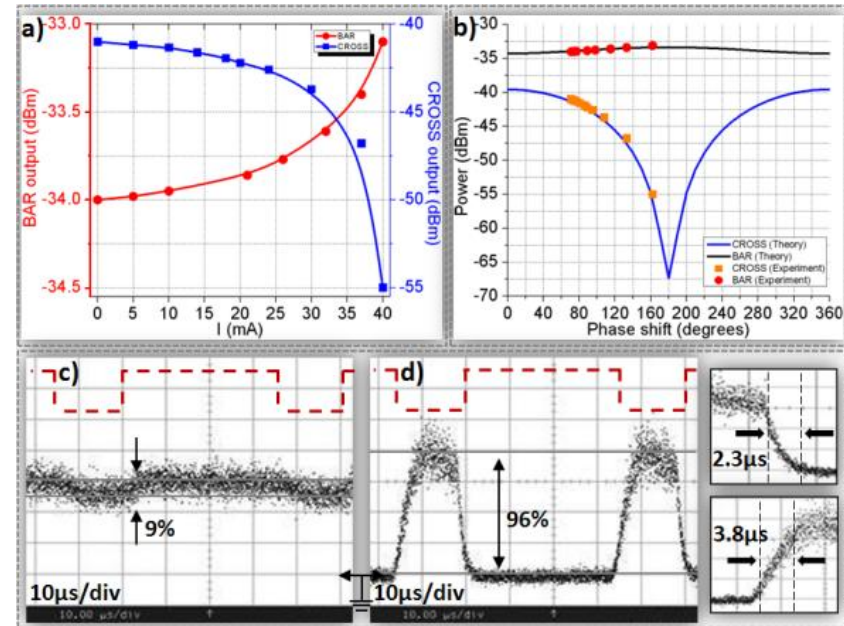 a)
-33.0
-33.5
-34.0
-34.5
BAR output (dBm)
BAR
CROSS
-40
-45
-50
-55
CROSS output (dBm)
0 5 10 15 20 25 30 35 40
I (mA)
b)
-30
-35
-40
-45
-50
-55
-60
-65
-70
Power (dBm)
CROSS (Theory)
BAR (Theory)
CROSS (Experiment)
BAR (Experiment)
0 40 80 120 160 200 240 280 320 360
Phase shift (degrees)
c)
9%
10μs/div
10.00 μs/div
d)
96%
10μs/div
10.00 μs/div
2.3μs
3.8μs